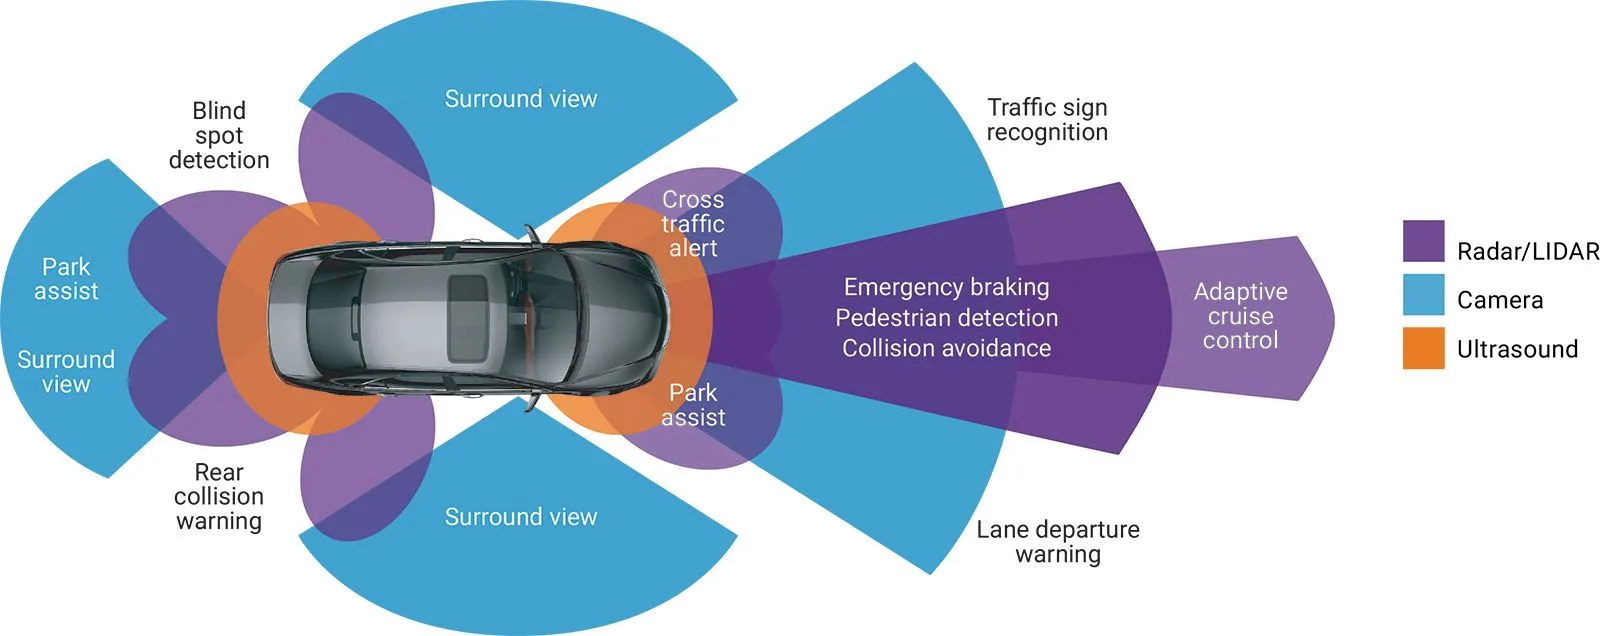 Surround view
Blind
spot
detection
Traffic sign
recognition
Cross
traffic
alert
Park
assist
Surround
view
Emergency braking
Pedestrian detection
Collision avoidance
Adaptive
cruise
control
Radar/LIDAR
Camera
Ultrasound
Park
assist
Rear
collision
warning
Surround view
Lane departure
warning